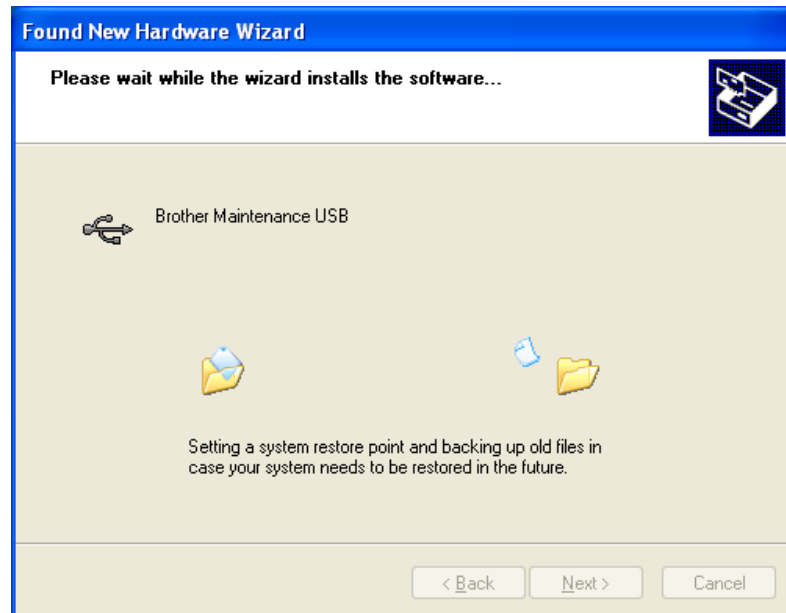 Found New Hardware Wizard
Please wait while the wizard installs the software...
Brother Maintenance USB
Setting a system restore point and backing up old files in
case your system needs to be restored in the future.
< Back
Next >
Cancel